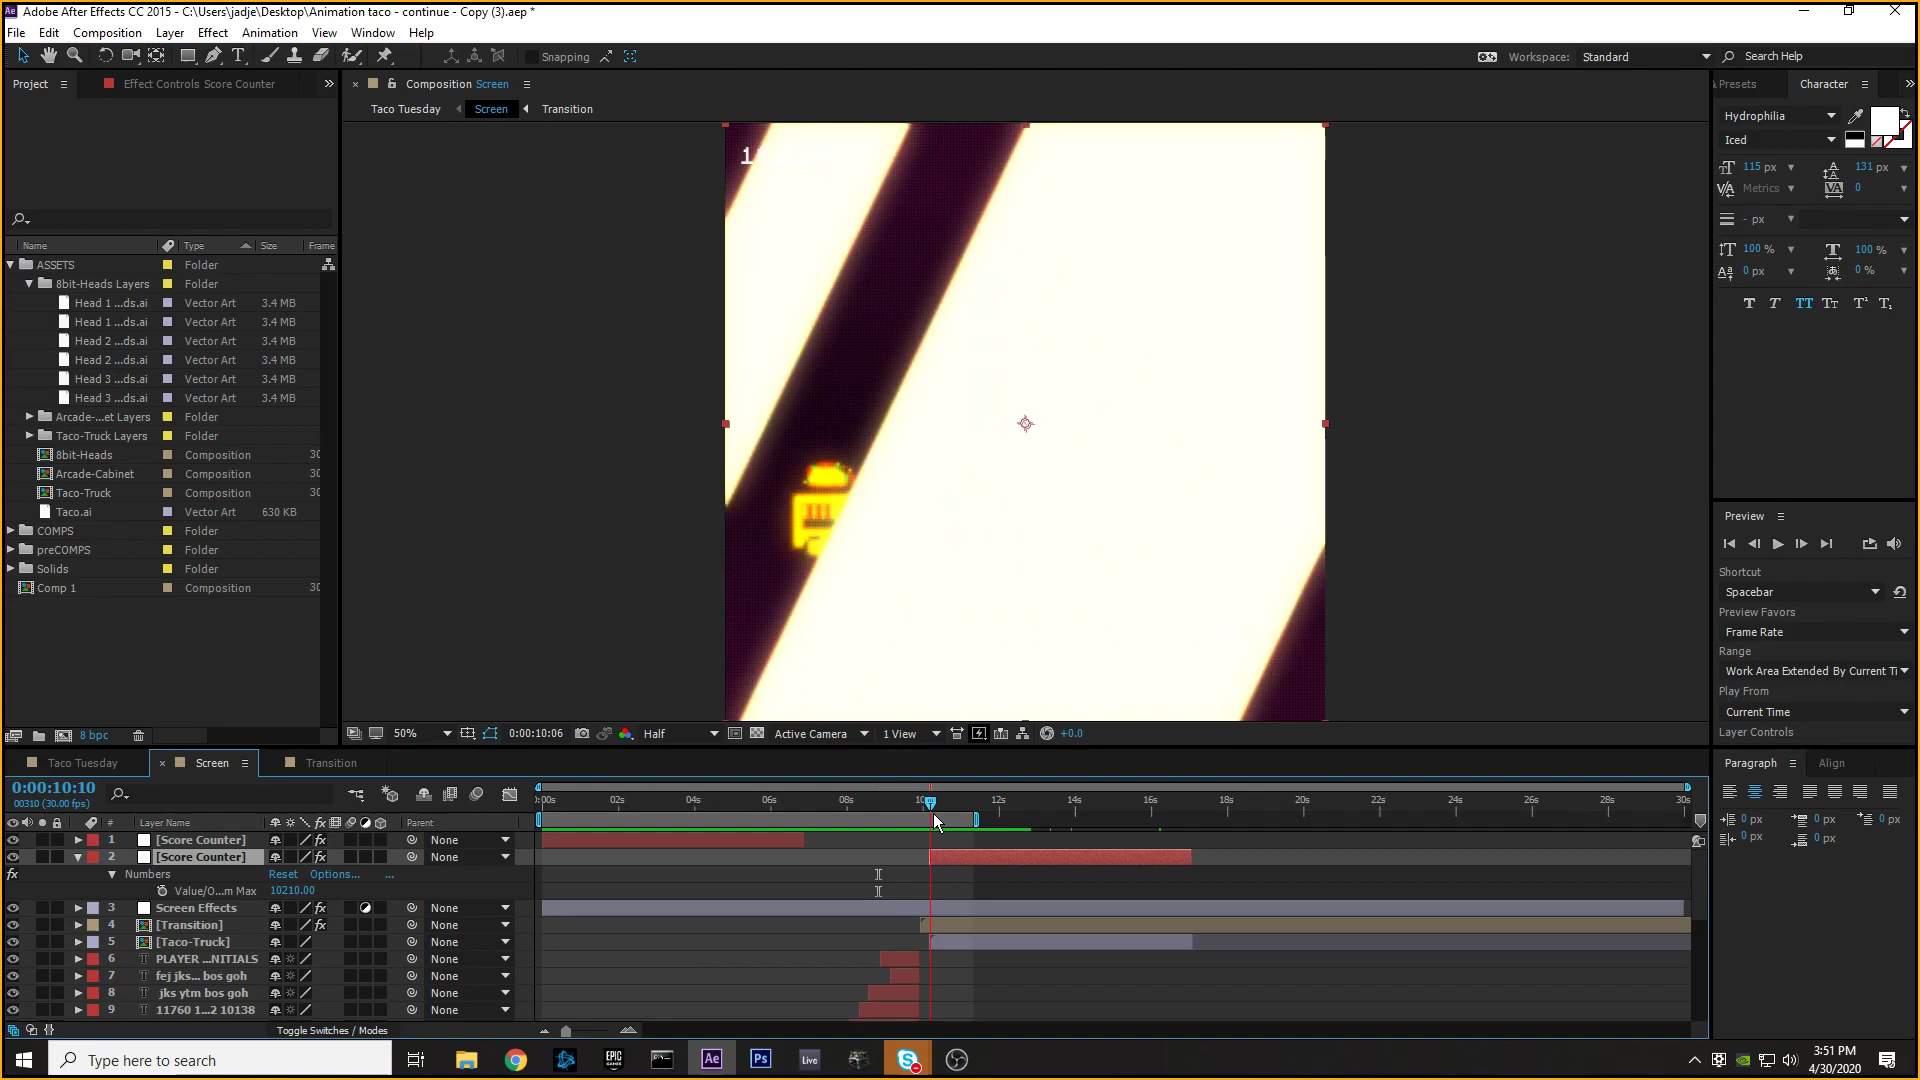 Adobe After Effects CC 2015 - C:\Users\jadje\Desktop\Animation taco - continue - Copy (3).aep *
File Edit Composition Layer Effect Animation View Window Help
Snapping
Workspace: Standard
Search Help
Project
Effect Controls Score Counter
Composition Screen
Presets
Character
Taco Tuesday
Screen
Transition
Hydrophilia
Iced
115 px
131 px
Metrics
0
- px
100 %
100 %
0 px
0 %
Name Type Size Frame
ASSETS Folder
8bit-Heads Layers Folder
Head 1 ...ds.ai Vector Art 3.4 MB
Head 1 ...ds.ai Vector Art 3.4 MB
Head 2 ...ds.ai Vector Art 3.4 MB
Head 2 ...ds.ai Vector Art 3.4 MB
Head 3 ...ds.ai Vector Art 3.4 MB
Head 3 ...ds.ai Vector Art 3.4 MB
Arcade-...et Layers Folder
Taco-Truck Layers Folder
8bit-Heads Composition 30
Arcade-Cabinet Composition 30
Taco-Truck Composition 30
Taco.ai Vector Art 630 KB
COMPS Folder
preCOMPS Folder
Solids Folder
Comp 1 Composition 30
8 bpc
Preview
Shortcut
Spacebar
Preview Favors
Frame Rate
Range
Work Area Extended By Current Ti
Play From
Current Time
Layer Controls
50%
0:00:10:06
Half
Active Camera
1 View
+0.0
Taco Tuesday
Screen
Transition
Paragraph
Align
0 px
0 px
0 px
0 px
0 px
0:00:10:10
00310 (30.00 fps)
:00s 02s 04s 06s 08s 12s 14s 16s 18s 20s 22s 24s 26s 28s 30s
# Layer Name Parent
1 [Score Counter] None
2 [Score Counter] None
Numbers Reset Options... ...
Value/O...m Max 10210.00
3 Screen Effects None
4 [Transition] None
5 [Taco-Truck] None
6 PLAYER ...NITIALS None
7 fej jks... bos goh None
8 jks ytm bos goh None
9 11760 1...2 10138 None
Toggle Switches / Modes
Type here to search
EPIC GAMES
Ae
Ps
Live
3:51 PM
4/30/2020